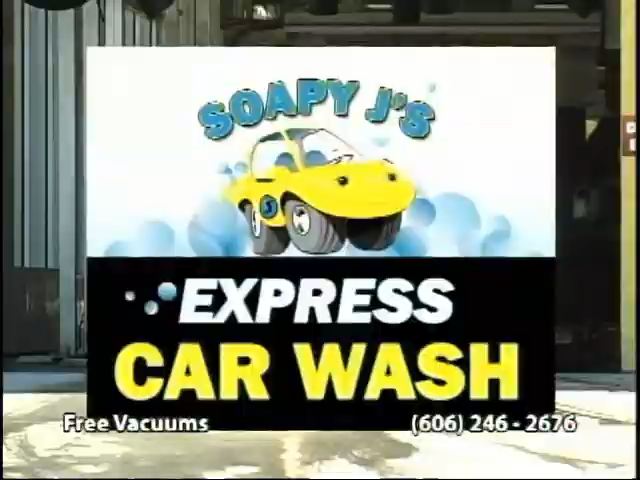 SOAPY J'S
EXPRESS
CAR WASH
Free Vacuums
(606) 246 - 2676